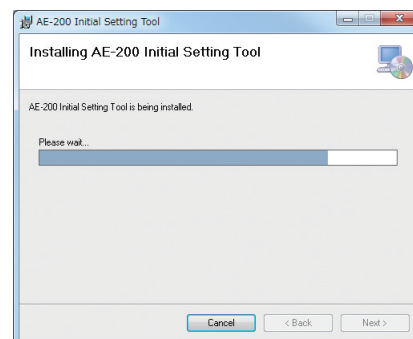 AE-200 Initial Setting Tool
Installing AE-200 Initial Setting Tool
AE-200 Initial Setting Tool is being installed.
Please wait...
Cancel
< Back
Next >